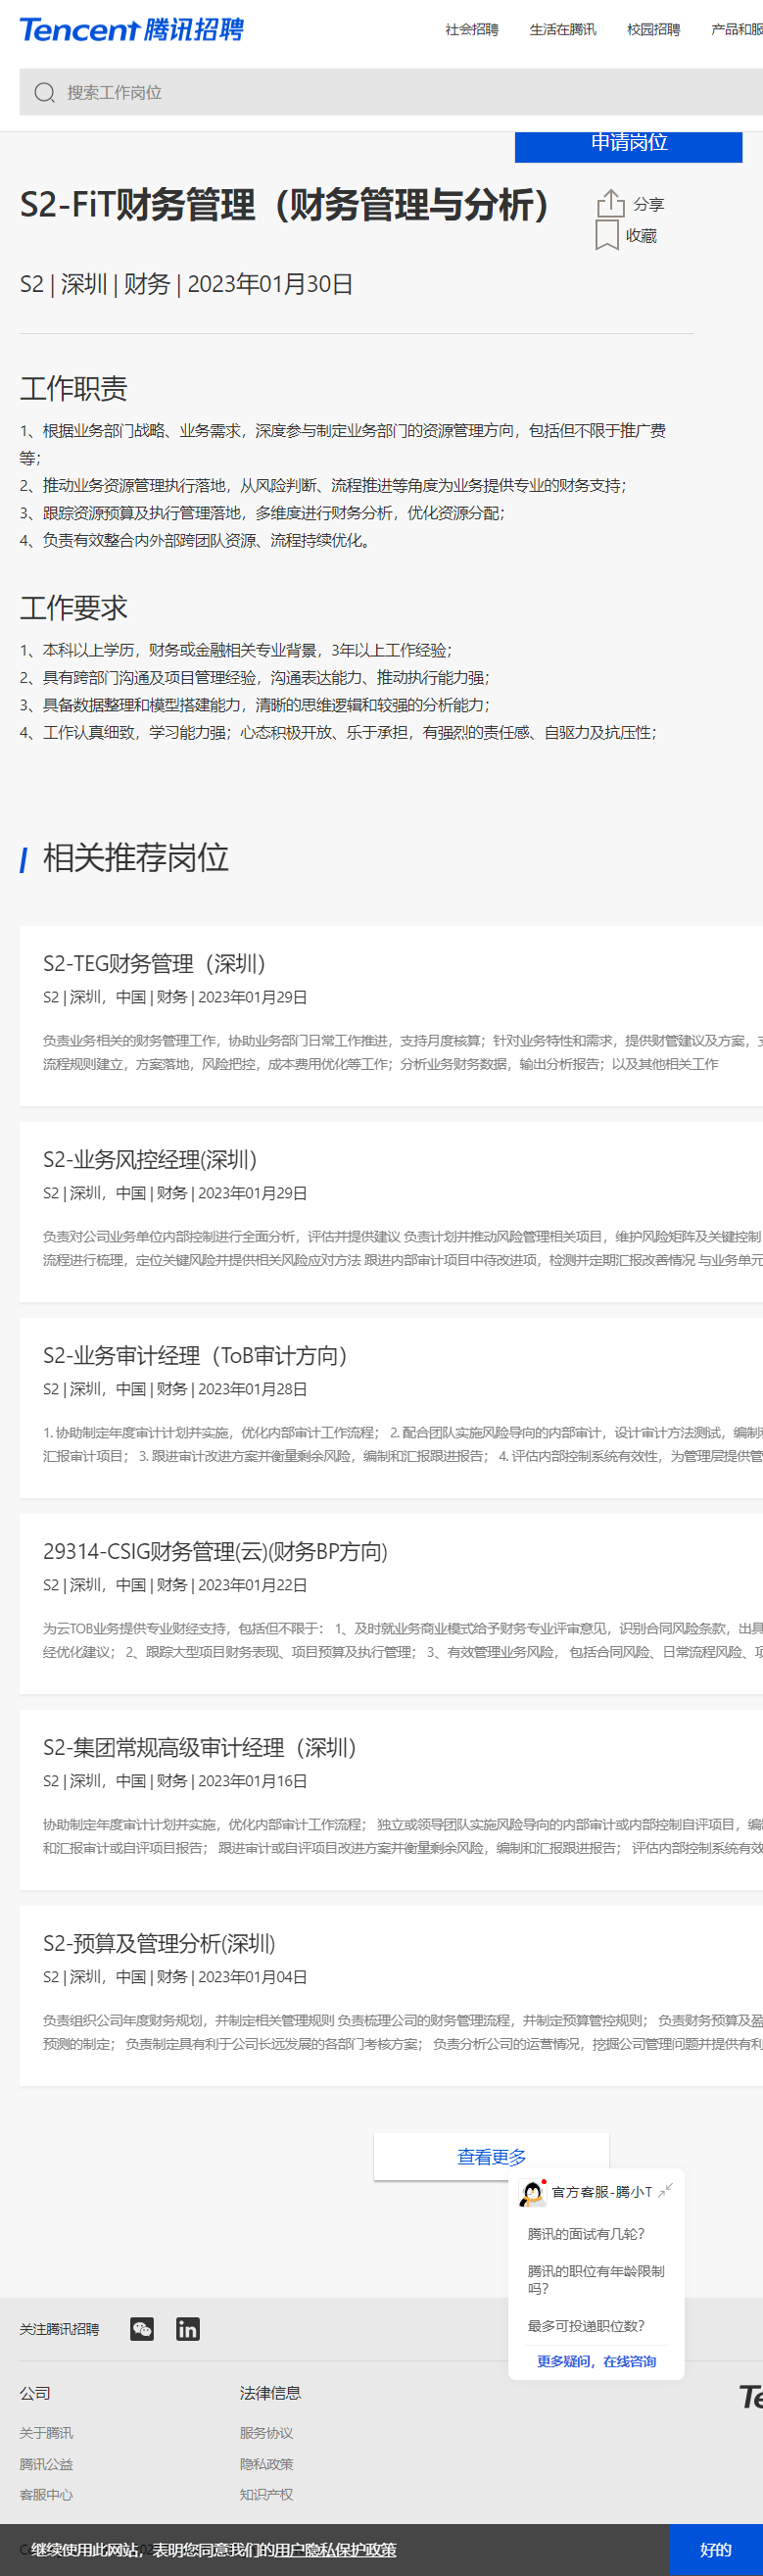 Tencent 腾讯招聘
社会招聘 生活在腾讯 校园招聘 产品和服
搜索工作岗位
申请岗位
S2-FiT财务管理（财务管理与分析）
分享
收藏
S2 | 深圳 | 财务 | 2023年01月30日
工作职责
1、根据业务部门战略、业务需求，深度参与制定业务部门的资源管理方向，包括但不限于推广费
等；
2、推动业务资源管理执行落地，从风险判断、流程推进等角度为业务提供专业的财务支持；
3、跟踪资源预算及执行管理落地，多维度进行财务分析，优化资源分配；
4、负责有效整合内外部跨团队资源、流程持续优化。
工作要求
1、本科以上学历，财务或金融相关专业背景，3年以上工作经验；
2、具有跨部门沟通及项目管理经验，沟通表达能力、推动执行能力强；
3、具备数据整理和模型搭建能力，清晰的思维逻辑和较强的分析能力；
4、工作认真细致，学习能力强；心态积极开放、乐于承担，有强烈的责任感、自驱力及抗压性；
相关推荐岗位
S2-TEG财务管理（深圳）
S2 | 深圳，中国 | 财务 | 2023年01月29日
负责业务相关的财务管理工作，协助业务部门日常工作推进，支持月度核算；针对业务特性和需求，提供财管建议及方案，支
流程规则建立，方案落地，风险把控，成本费用优化等工作；分析业务财务数据，输出分析报告；以及其他相关工作
S2-业务风控经理(深圳）
S2 | 深圳，中国 | 财务 | 2023年01月29日
负责对公司业务单位内部控制进行全面分析，评估并提供建议 负责计划并推动风险管理相关项目，维护风险矩阵及关键控制
流程进行梳理，定位关键风险并提供相关风险应对方法 跟进内部审计项目中待改进项，检测并定期汇报改善情况 与业务单元
S2-业务审计经理（ToB审计方向）
S2 | 深圳，中国 | 财务 | 2023年01月28日
1. 协助制定年度审计计划并实施，优化内部审计工作流程； 2. 配合团队实施风险导向的内部审计，设计审计方法测试，编制和
汇报审计项目； 3. 跟进审计改进方案并衡量剩余风险，编制和汇报跟进报告； 4. 评估内部控制系统有效性，为管理层提供管
29314-CSIG财务管理(云)(财务BP方向)
S2 | 深圳，中国 | 财务 | 2023年01月22日
为云TOB业务提供专业财经支持，包括但不限于： 1、及时就业务商业模式给予财务专业评审意见，识别合同风险条款，出具
经优化建议； 2、跟踪大型项目财务表现、项目预算及执行管理； 3、有效管理业务风险， 包括合同风险、日常流程风险、项
S2-集团常规高级审计经理（深圳）
S2 | 深圳，中国 | 财务 | 2023年01月16日
协助制定年度审计计划并实施，优化内部审计工作流程； 独立或领导团队实施风险导向的内部审计或内部控制自评项目，编制
和汇报审计或自评项目报告； 跟进审计或自评项目改进方案并衡量剩余风险，编制和汇报跟进报告； 评估内部控制系统有效
S2-预算及管理分析(深圳)
S2 | 深圳，中国 | 财务 | 2023年01月04日
负责组织公司年度财务规划，并制定相关管理规则 负责梳理公司的财务管理流程，并制定预算管控规则； 负责财务预算及盈
预测的制定； 负责制定具有利于公司长远发展的各部门考核方案； 负责分析公司的运营情况，挖掘公司管理问题并提供有利
查看更多
官方客服-腾小T
腾讯的面试有几轮？
腾讯的职位有年龄限制
吗？
最多可投递职位数？
更多疑问，在线咨询
关注腾讯招聘
公司 法律信息
Te
关于腾讯 服务协议
腾讯公益 隐私政策
客服中心 知识产权
继续使用此网站，表明您同意我们的用户隐私保护政策
好的